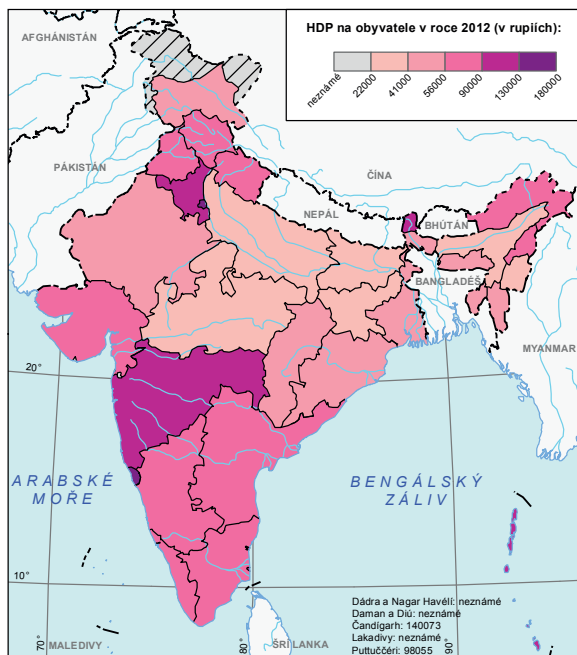 AFGHÁNISTÁN
HDP na obyvatele v roce 2012 (v rupiích)
neznámé
22000
41000
56000
90000
130000
180000
PÁKISTÁN
ČÍNA
NEPÁL
BHÚTÁN
BANGLADÉŠ
MYANMAR
20°
ARABSKÉ
MOŘE
BENGÁLSKÝ
ZÁLIV
10°
Dádra a Nagar Havélí: neznámé
Daman a Diú: neznámé
Čandígarh: 140073
Lakadivy: neznámé
Puttuččéri: 98055
70°
MALEDIVY
80°
ŠRÍ LANKA
90°